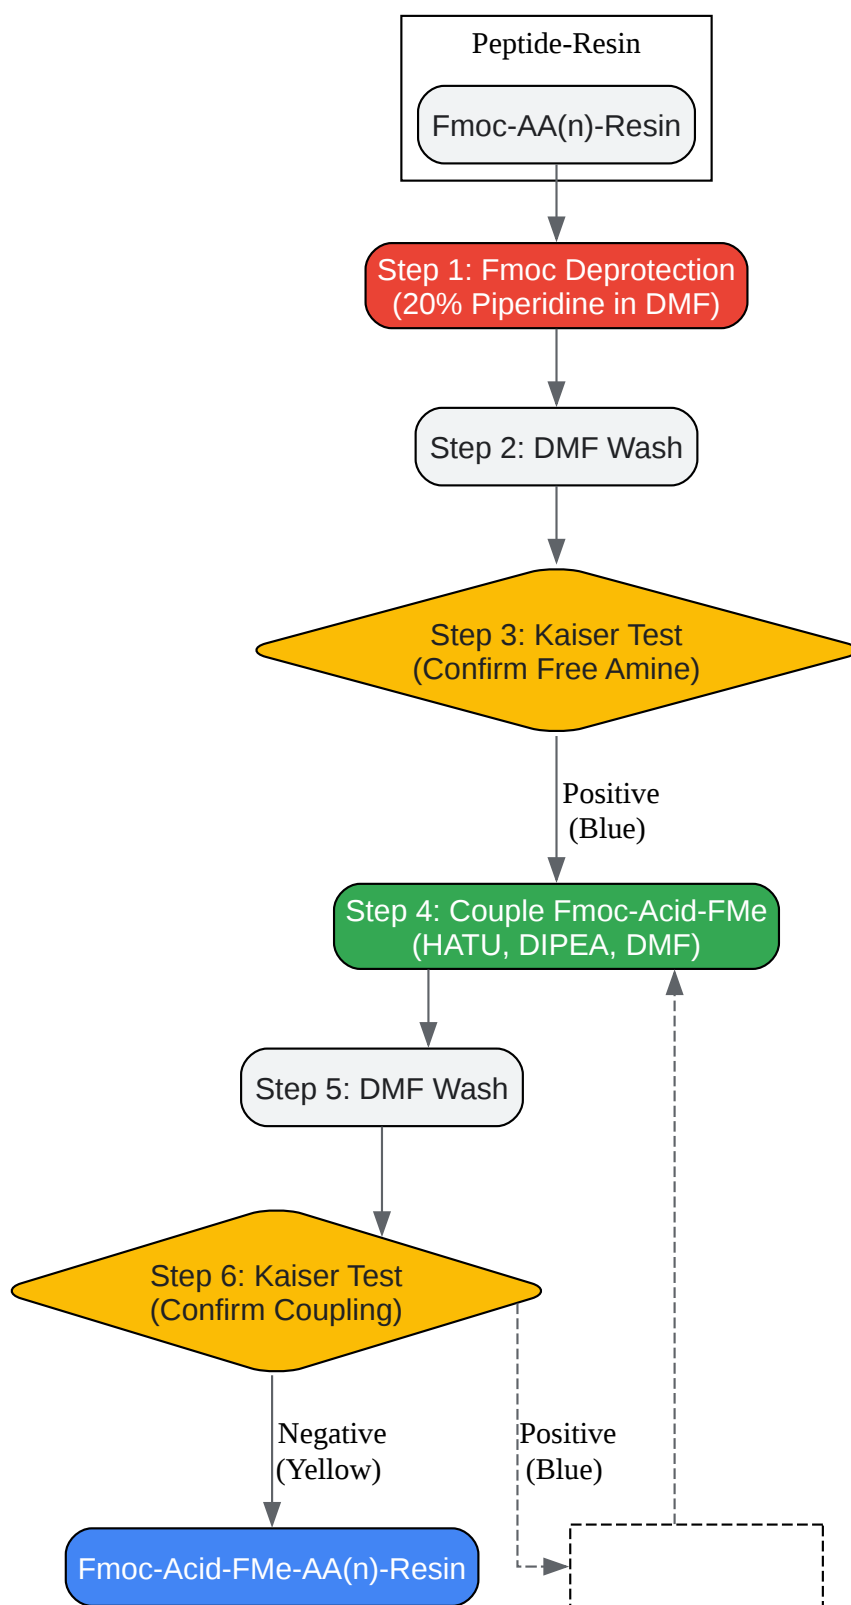 Peptide-Resin
Fmoc-AA(n)-Resin
Step 1: Fmoc Deprotection
(20% Piperidine in DMF)
Step 2: DMF Wash
Step 3: Kaiser Test
(Confirm Free Amine)
Positive
(Blue)
Step 4: Couple Fmoc-Acid-FMe
(HATU, DIPEA, DMF)
Step 5: DMF Wash
Step 6: Kaiser Test
(Confirm Coupling)
Negative
(Yellow)
Positive
(Blue)
Fmoc-Acid-FMe-AA(n)-Resin